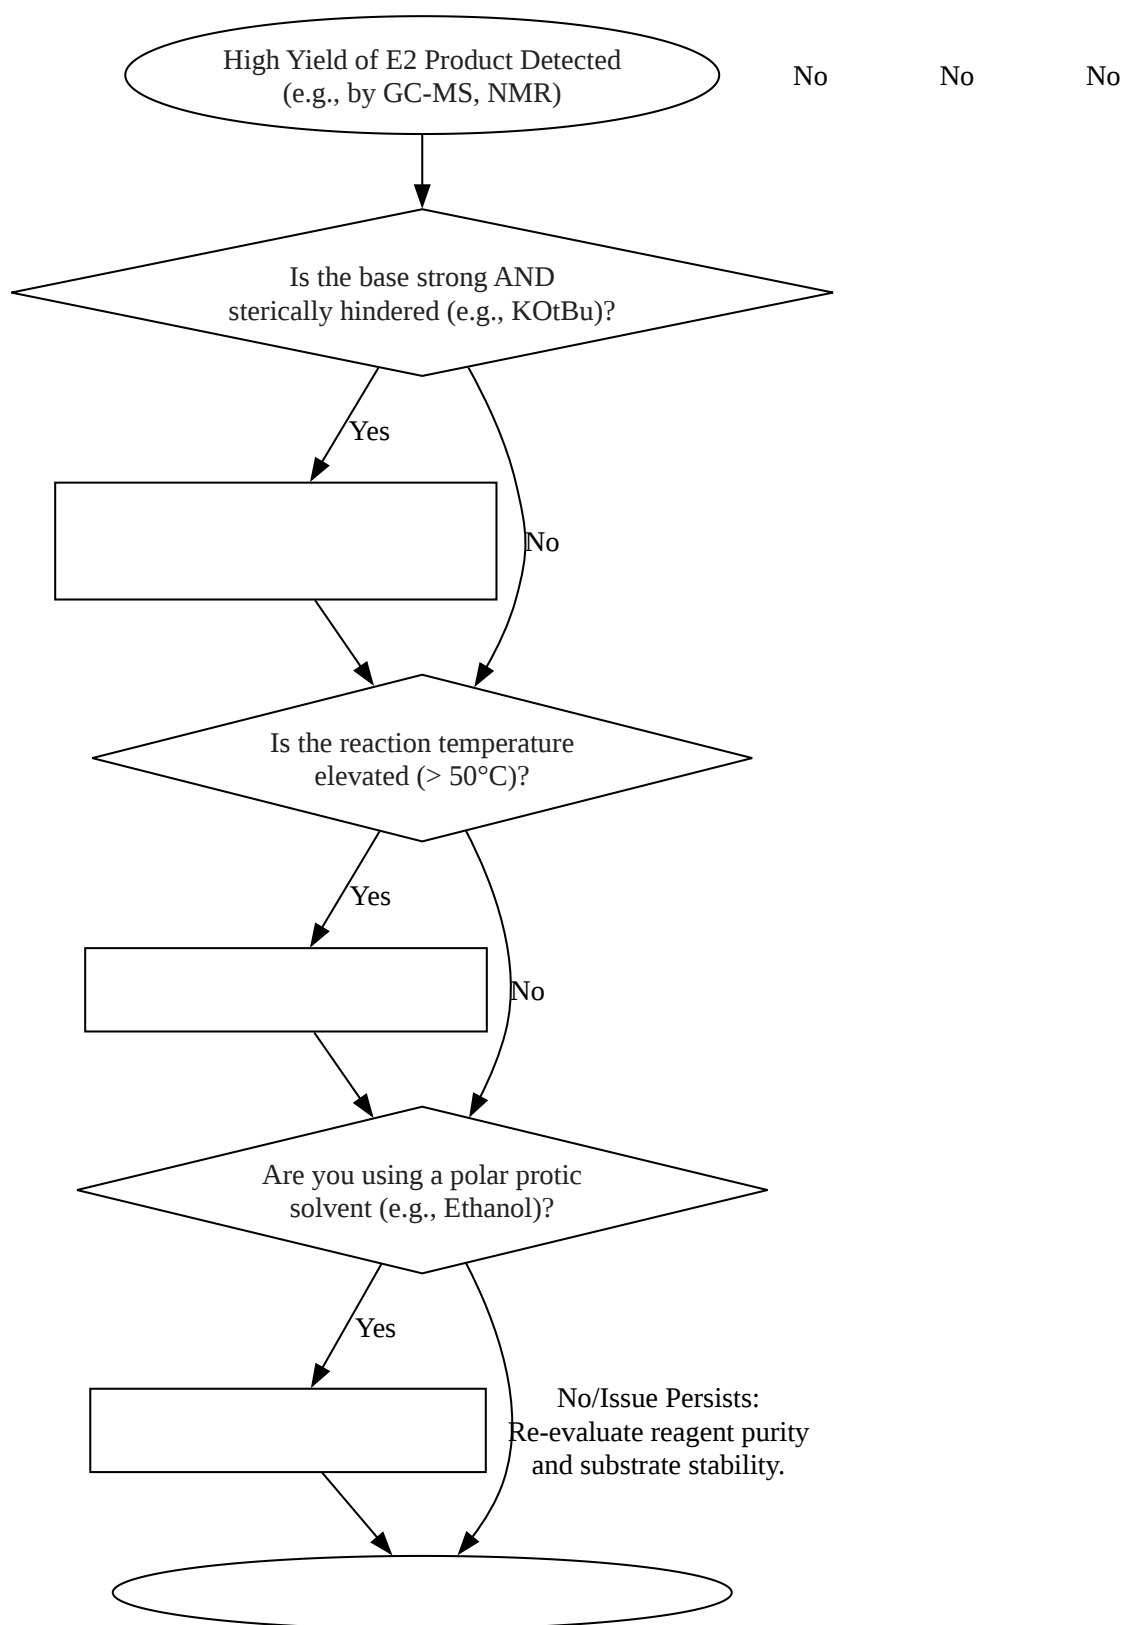 High Yield of E2 Product Detected
(e.g., by GC-MS, NMR)
No
No
No
Is the base strong AND
sterically hindered (e.g., KOtBu)?
Yes
No
Is the reaction temperature
elevated (> 50°C)?
Yes
No
Are you using a polar protic
solvent (e.g., Ethanol)?
Yes
No/Issue Persists:
Re-evaluate reagent purity
and substrate stability.